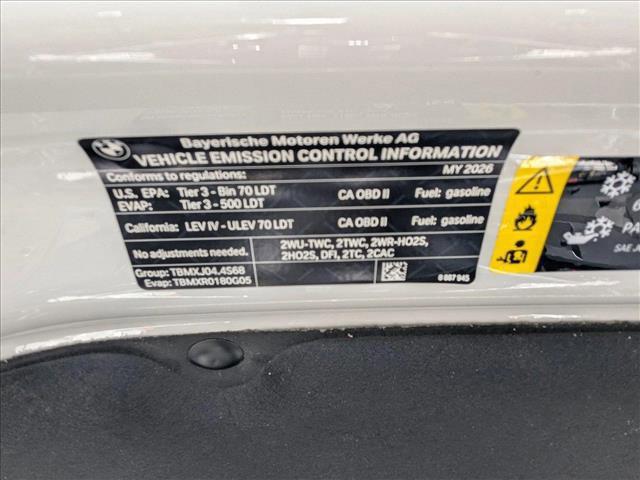 Bayerische Motoren Werke AG
VEHICLE EMISSION CONTROL INFORMATION
Conforms to regulations: MY 2026
U.S. EPA: Tier 3 - Bin 70 LDT CA OBD II Fuel: gasoline
EVAP: Tier 3 - 500 LDT
California: LEV IV - ULEV 70 LDT CA OBD II Fuel: gasoline
No adjustments needed. 2WU-TWC, 2TWC, 2WR-HO2S,
2HO2S, DFI, 2TC, 2CAC
Group: TBMXJ04.4S68
Evap: TBMXR0180G05 8 887 945
PA
SAE J